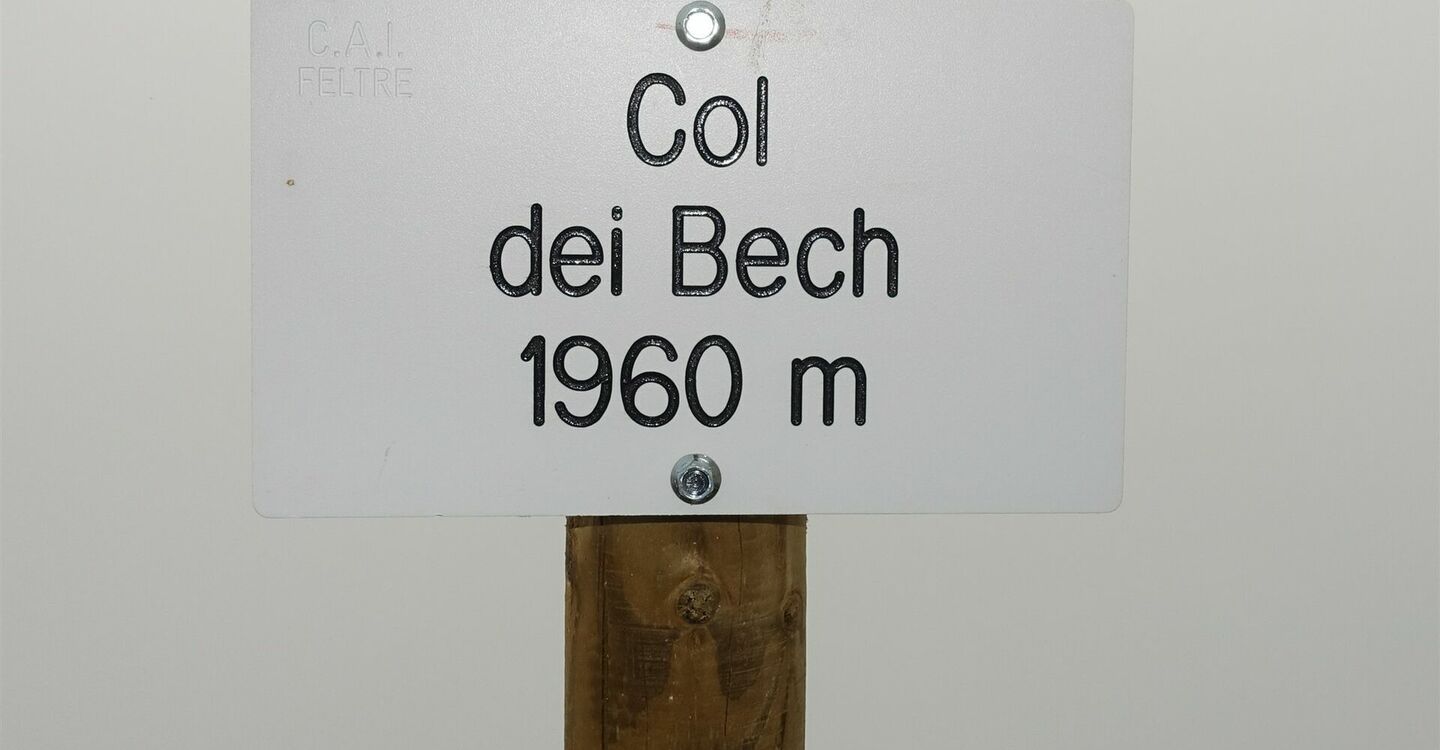 C.A.I.
FELTRE
Col
dei Bech
1960 m